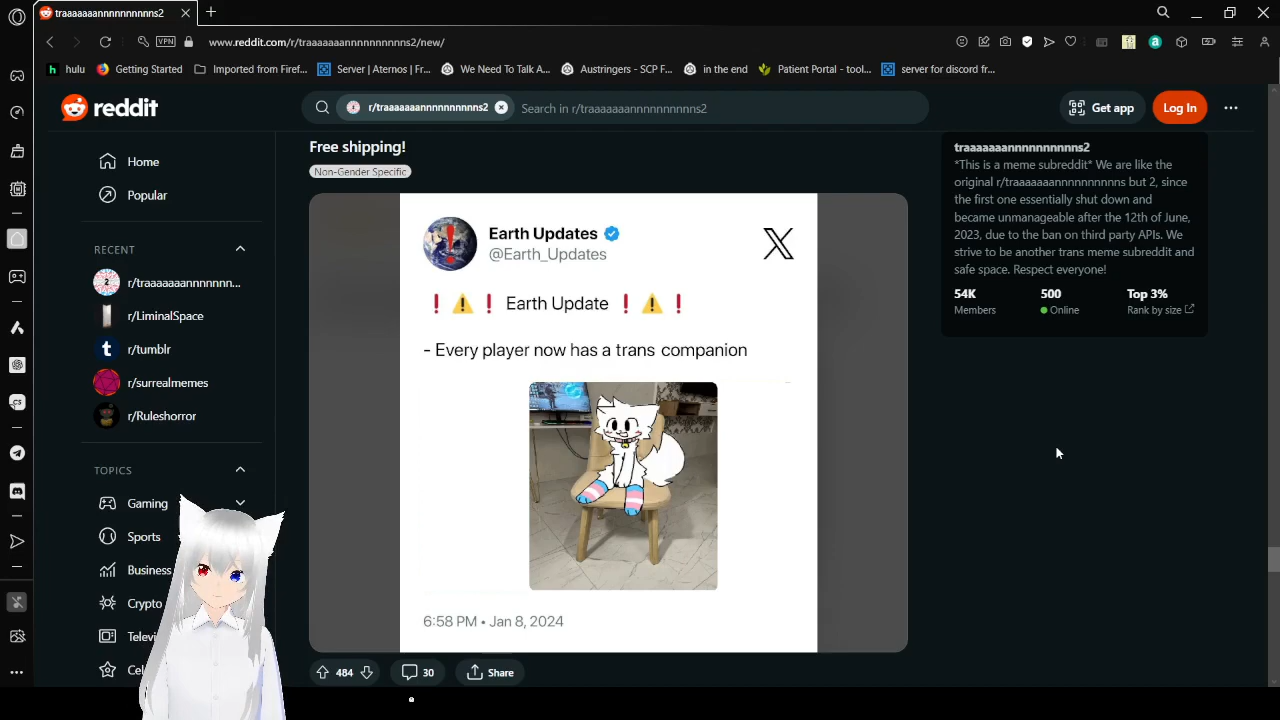 traaaaaaannnnnnnnnns2
VPN
www.reddit.com/r/traaaaaaannnnnnnnnns2/new/
hulu
Getting Started
Imported from Firef...
Server | Aternos | Fr...
We Need To Talk A...
Austringers - SCP F...
in the end
Patient Portal - tool...
server for discord fr...
reddit
r/traaaaaaannnnnnnnnns2
Search in r/traaaaaaannnnnnnnnns2
Get app
Log In
Home
Popular
RECENT
2
r/traaaaaaannnnnnn...
r/LiminalSpace
t
r/tumblr
r/surrealmemes
r/Ruleshorror
TOPICS
Gaming
Sports
Business
Crypto
Televi
Cel
Free shipping!
Non-Gender Specific
Earth Updates
@Earth_Updates
X
❗⚠️❗ Earth Update ❗⚠️❗
- Every player now has a trans companion
6:58 PM • Jan 8, 2024
484
30
Share
traaaaaaannnnnnnnnns2
*This is a meme subreddit* We are like the
original r/traaaaaaannnnnnnnnns but 2, since
the first one essentially shut down and
became unmanageable after the 12th of June,
2023, due to the ban on third party APIs. We
strive to be another trans meme subreddit and
safe space. Respect everyone!
54K
Members
500
Online
Top 3%
Rank by size